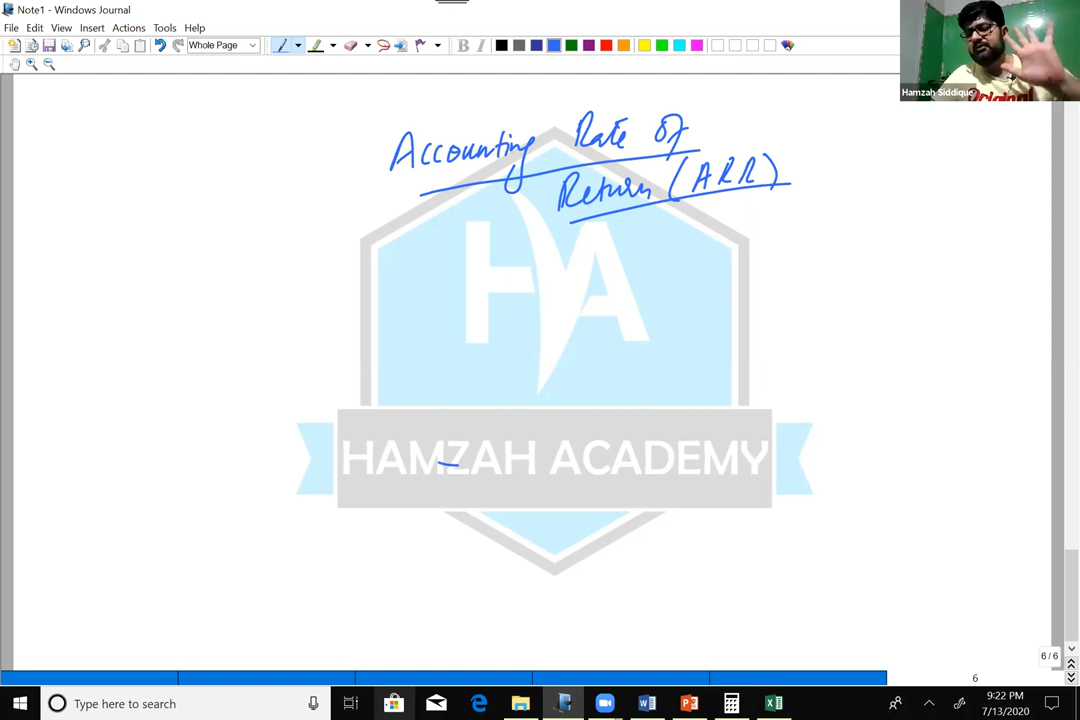 Note1 - Windows Journal
File Edit View Insert Actions Tools Help
Whole Page
B I
Hamzah Siddique
Accounting Rate of
Return (ARR)
HA
HAMZAH ACADEMY
6/6
6
Type here to search
9:22 PM
7/13/2020